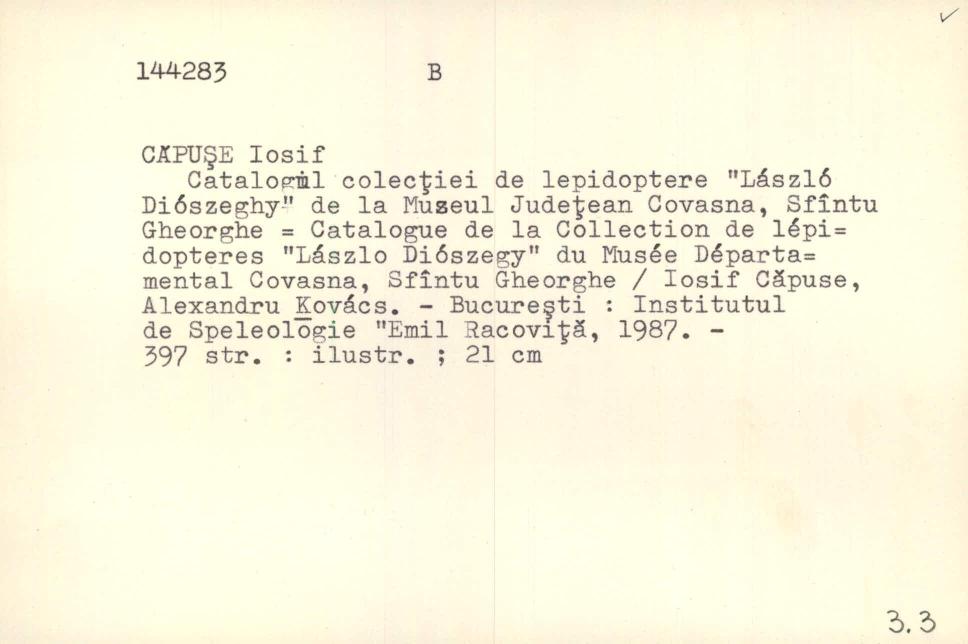 144283 B
CĂPUŞE Iosif
Catalogul colecţiei de lepidoptere "László
Diószeghy" de la Muzeul Judeţean Covasna, Sfîntu
Gheorghe = Catalogue de la Collection de lépi=
dopteres "Lászlo Diószegy" du Musée Départa=
mental Covasna, Sfîntu Gheorghe / Iosif Căpuse,
Alexandru Kovács. - Bucureşti : Institutul
de Speleologie "Emil Racoviţă, 1987. -
397 str. : ilustr. ; 21 cm
3.3